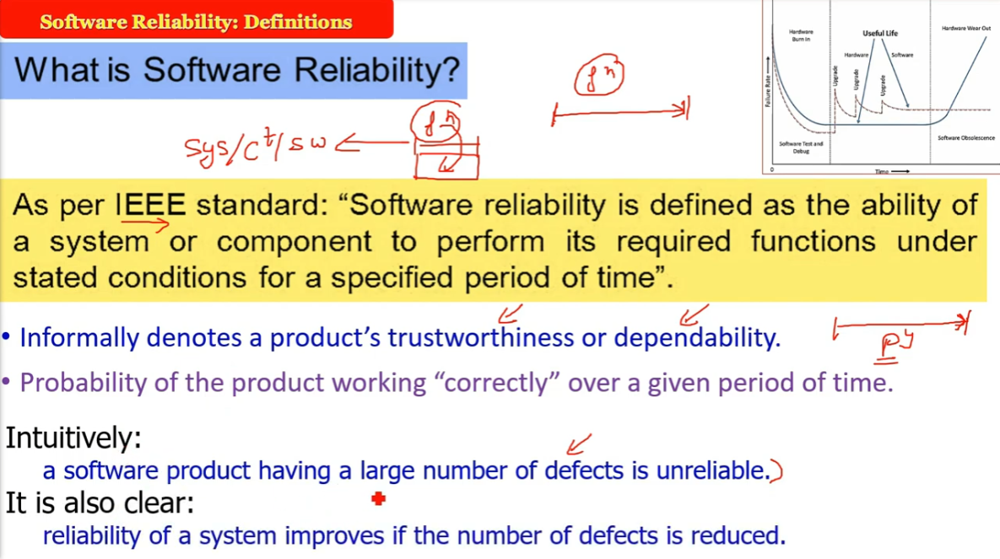 Software Reliability: Definitions
What is Software Reliability?
fn
fn
Sys/Ct/SW
Hardware Burn In
Useful Life
Hardware Wear Out
Hardware
Software
Upgrade
Upgrade
Upgrade
Failure Rate
Software Test and Debug
Software Obsolescence
0
Time
As per IEEE standard: “Software reliability is defined as the ability of
a system or component to perform its required functions under
stated conditions for a specified period of time”.
• Informally denotes a product’s trustworthiness or dependability.
py
• Probability of the product working “correctly” over a given period of time.
Intuitively:
a software product having a large number of defects is unreliable.
It is also clear:
reliability of a system improves if the number of defects is reduced.